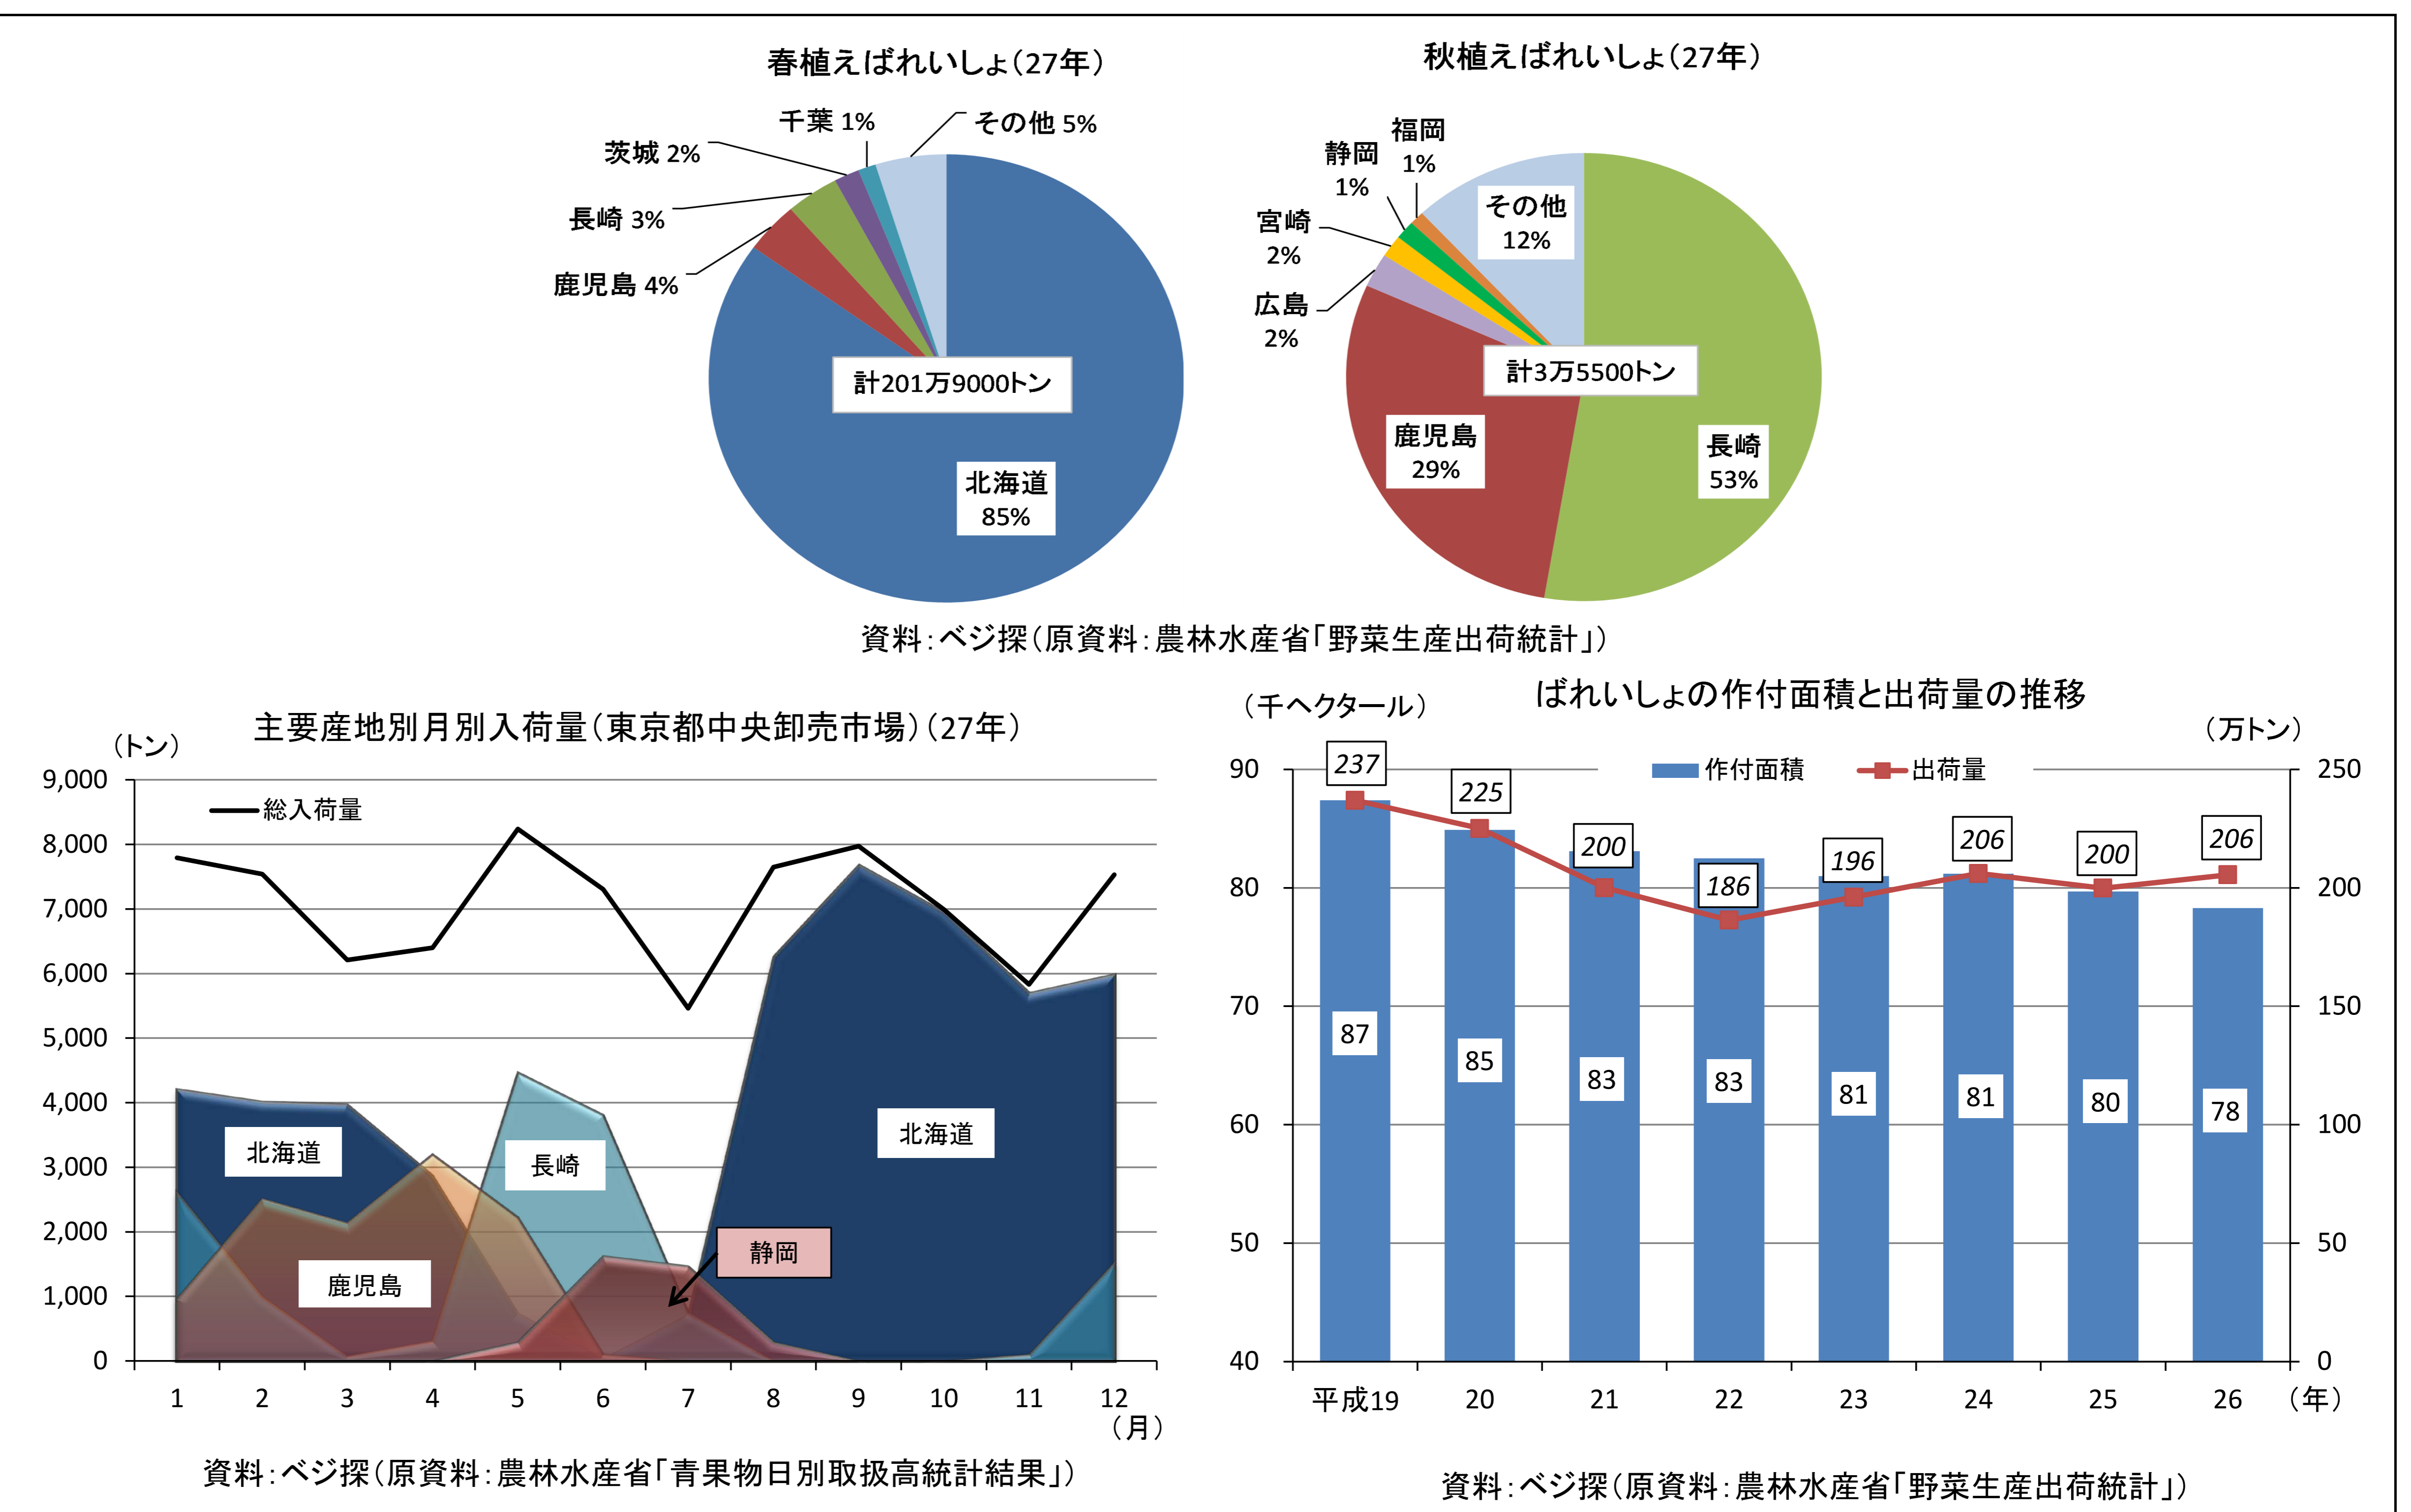 春植えばれいしょ（27年）
千葉 1%
その他 5%
茨城 2%
長崎 3%
鹿児島 4%
計201万9000トン
北海道
85%
秋植えばれいしょ（27年）
福岡
1%
静岡
1%
その他
12%
宮崎
2%
広島
2%
計3万5500トン
鹿児島
29%
長崎
53%
資料：ベジ探（原資料：農林水産省「野菜生産出荷統計」）
主要産地別月別入荷量（東京都中央卸売市場）（27年）
（トン）
9,000
8,000
7,000
6,000
5,000
4,000
3,000
2,000
1,000
0
総入荷量
北海道
長崎
北海道
静岡
鹿児島
1 2 3 4 5 6 7 8 9 10 11 12
（月）
資料：ベジ探（原資料：農林水産省「青果物日別取扱高統計結果」）
ばれいしょの作付面積と出荷量の推移
（千ヘクタール）
（万トン）
作付面積 出荷量
90
80
70
60
50
40
250
200
150
100
50
0
237 225 200 186 196 206 200 206
87 85 83 83 81 81 80 78
平成19 20 21 22 23 24 25 26 （年）
資料：ベジ探（原資料：農林水産省「野菜生産出荷統計」）